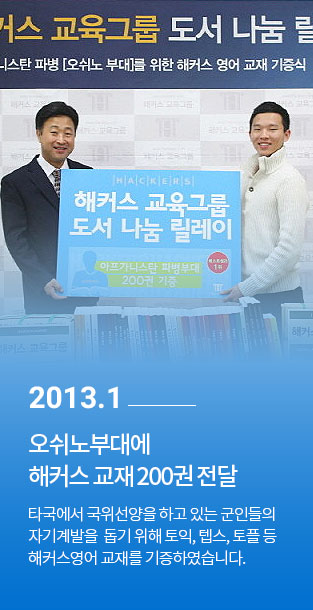 커스 교육그룹 도서 나눔 릴
니스탄 파병 [오쉬노 부대]를 위한 해커스 영어 교재 기증식
HACKERS
해커스 교육그룹
도서 나눔 릴레이
아프가니스탄 파병부대
200권 기증
2013.1
오쉬노부대에
해커스 교재 200권 전달
타국에서 국위선양을 하고 있는 군인들의
자기계발을 돕기 위해 토익, 텝스, 토플 등
해커스영어 교재를 기증하였습니다.